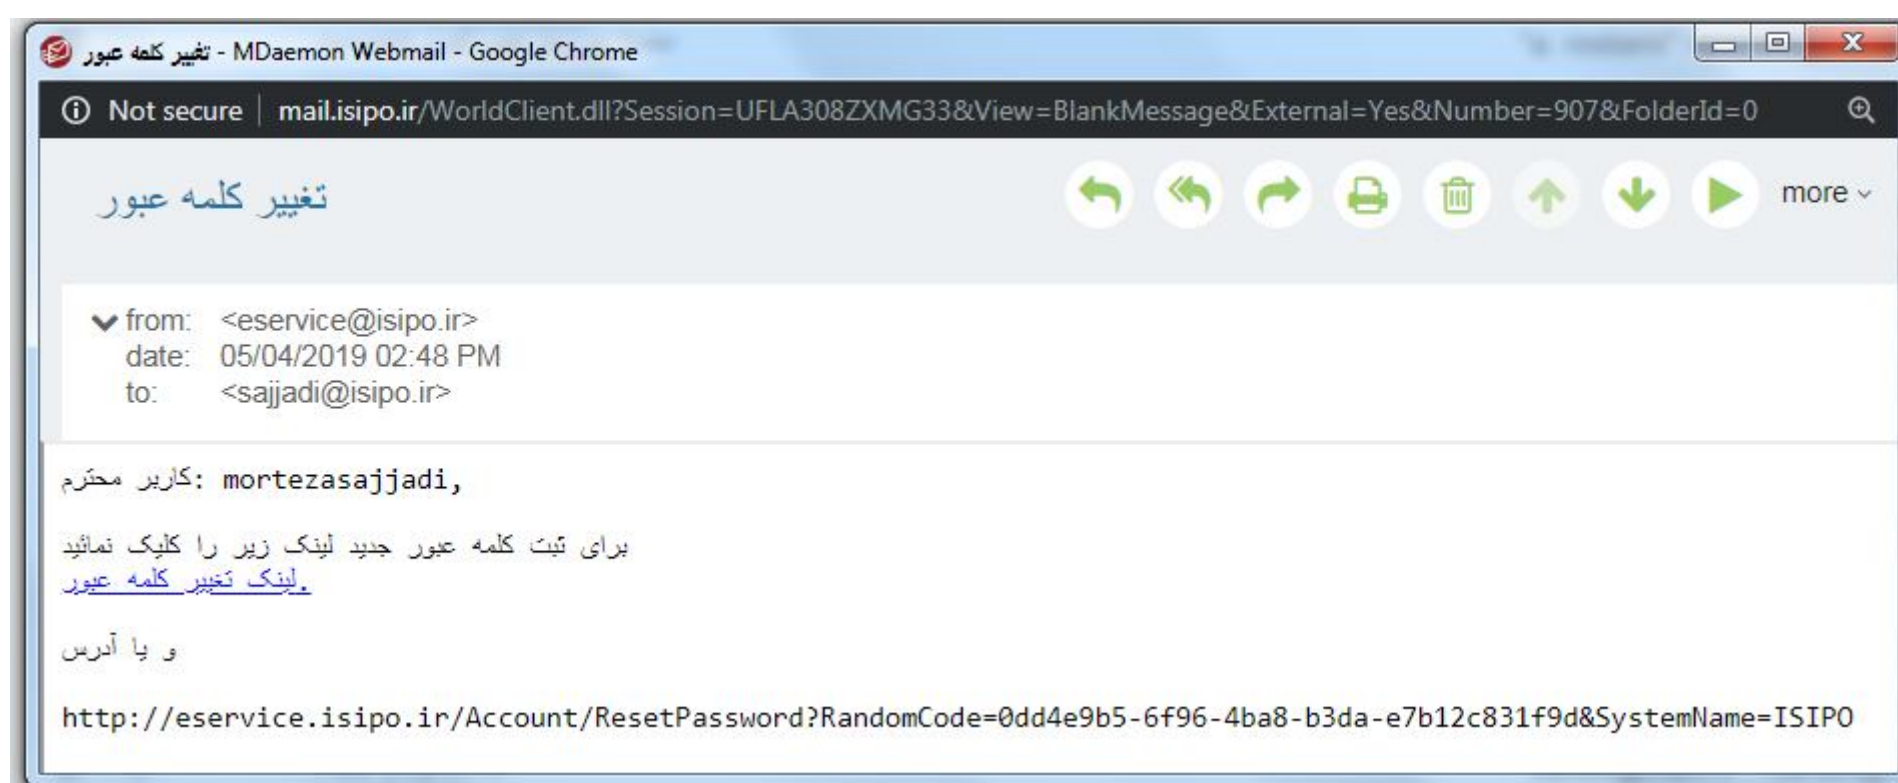 تغییر کلمه عبور - MDaemon Webmail - Google Chrome
Not secure | mail.isipo.ir/WorldClient.dll?Session=UFLA308ZXMG33&View=BlankMessage&External=Yes&Number=907&FolderId=0
تغییر کلمه عبور
more
from: <eservice@isipo.ir>
date: 05/04/2019 02:48 PM
to: <sajjadi@isipo.ir>
کاربر محترم: mortezasajjadi,
برای ثبت کلمه عبور جدید لینک زیر را کلیک نمائید
لینک تغییر کلمه عبور.
و یا آدرس
http://eservice.isipo.ir/Account/ResetPassword?RandomCode=0dd4e9b5-6f96-4ba8-b3da-e7b12c831f9d&SystemName=ISIPO